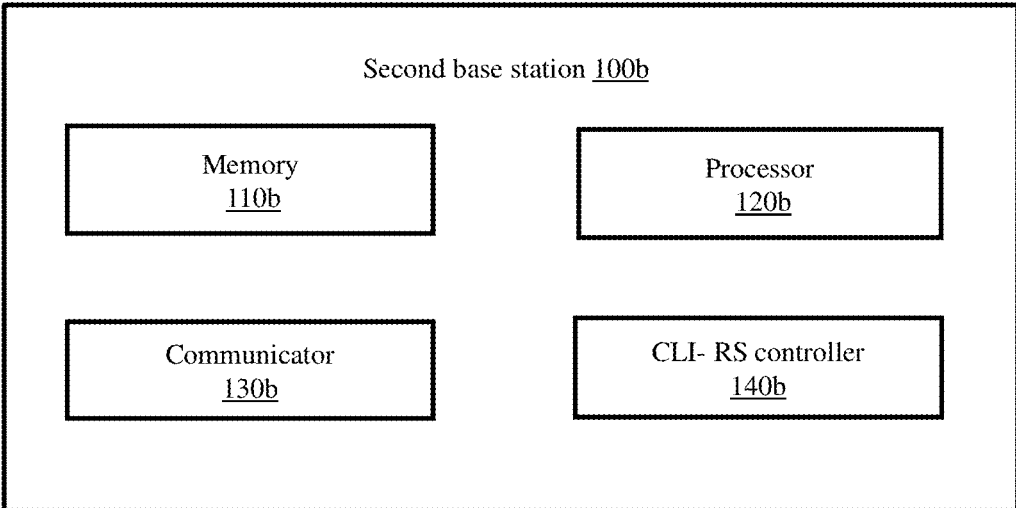 Second base station 100b
Memory
110b
Processor
120b
Communicator
130b
CLI- RS controller
140b